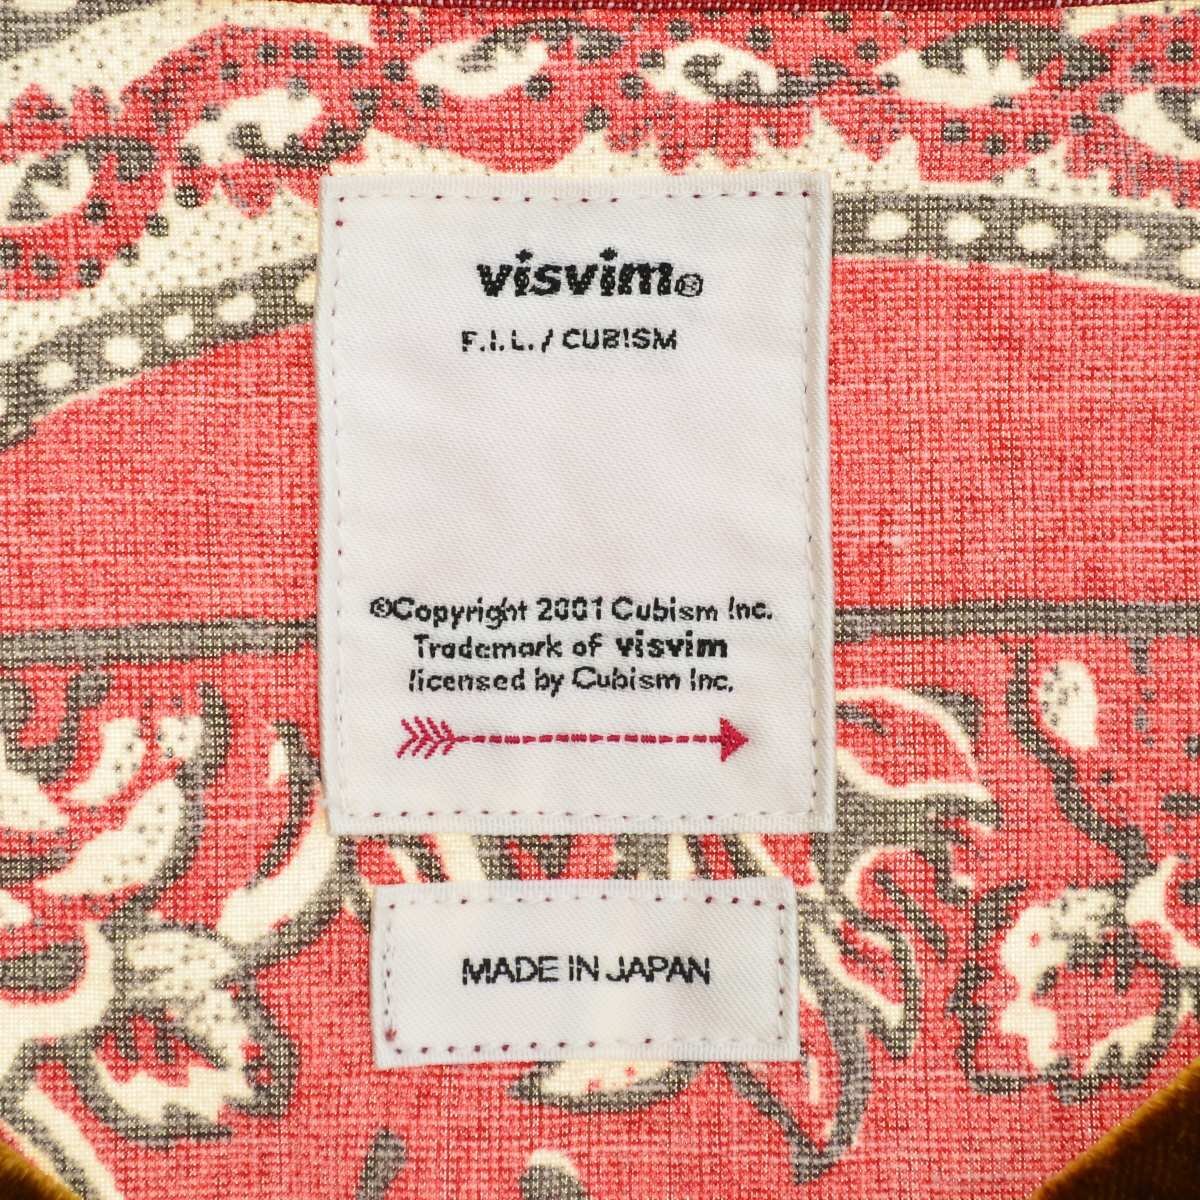 visvim®
F.I.L. / CUBISM
©Copyright 2001 Cubism Inc.
Trademark of visvim
licensed by Cubism Inc.
MADE IN JAPAN